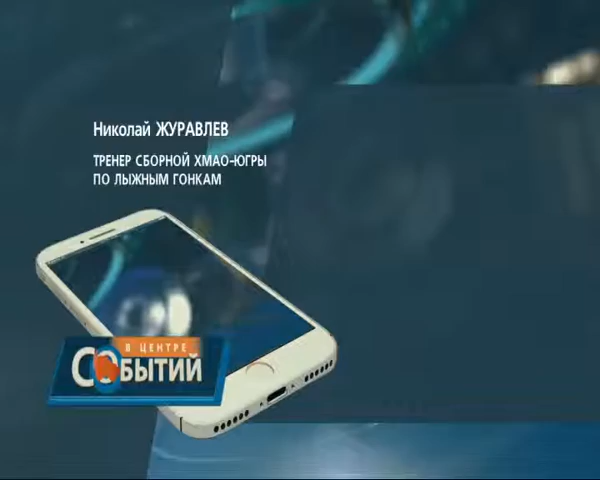 Николай ЖУРАВЛЕВ
ТРЕНЕР СБОРНОЙ ХМАО-ЮГРЫ
ПО ЛЫЖНЫМ ГОНКАМ
В ЦЕНТРЕ
СОБЫТИЙ